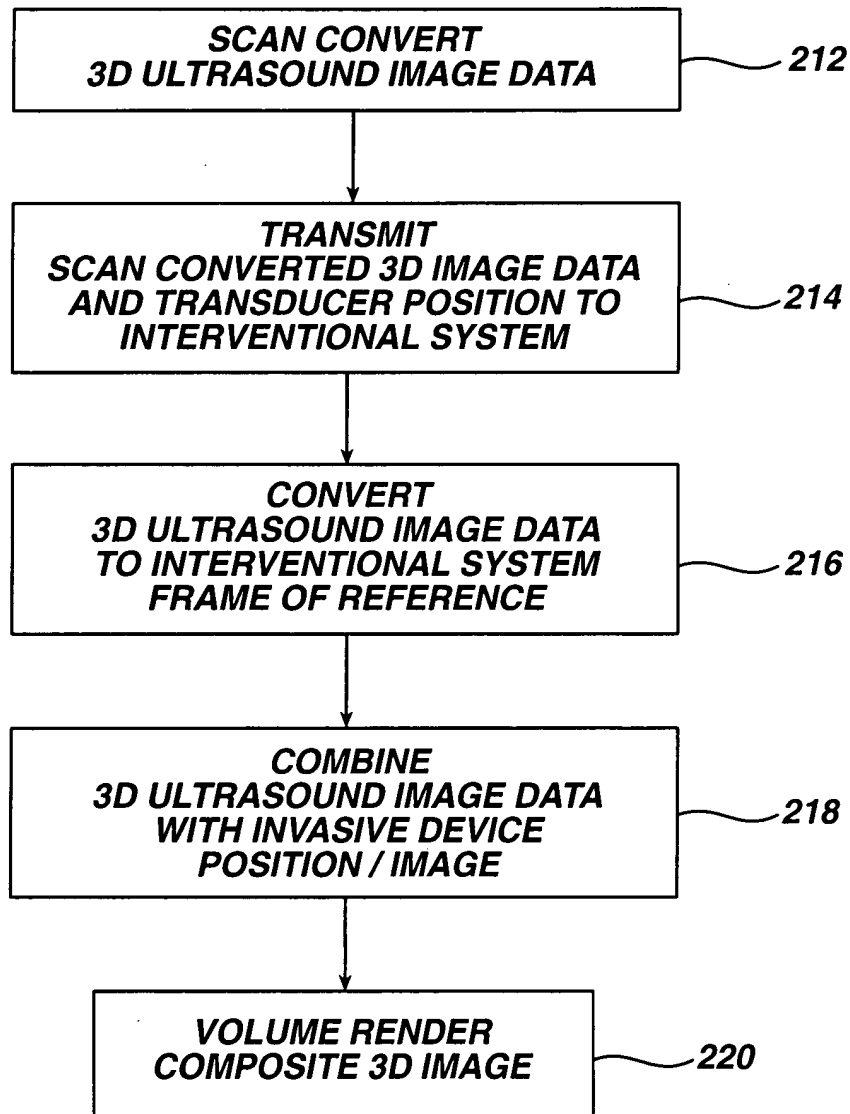 SCAN CONVERT
3D ULTRASOUND IMAGE DATA
212
TRANSMIT
SCAN CONVERTED 3D IMAGE DATA
AND TRANSDUCER POSITION TO
INTERVENTIONAL SYSTEM
214
CONVERT
3D ULTRASOUND IMAGE DATA
TO INTERVENTIONAL SYSTEM
FRAME OF REFERENCE
216
COMBINE
3D ULTRASOUND IMAGE DATA
WITH INVASIVE DEVICE
POSITION / IMAGE
218
VOLUME RENDER
COMPOSITE 3D IMAGE
220